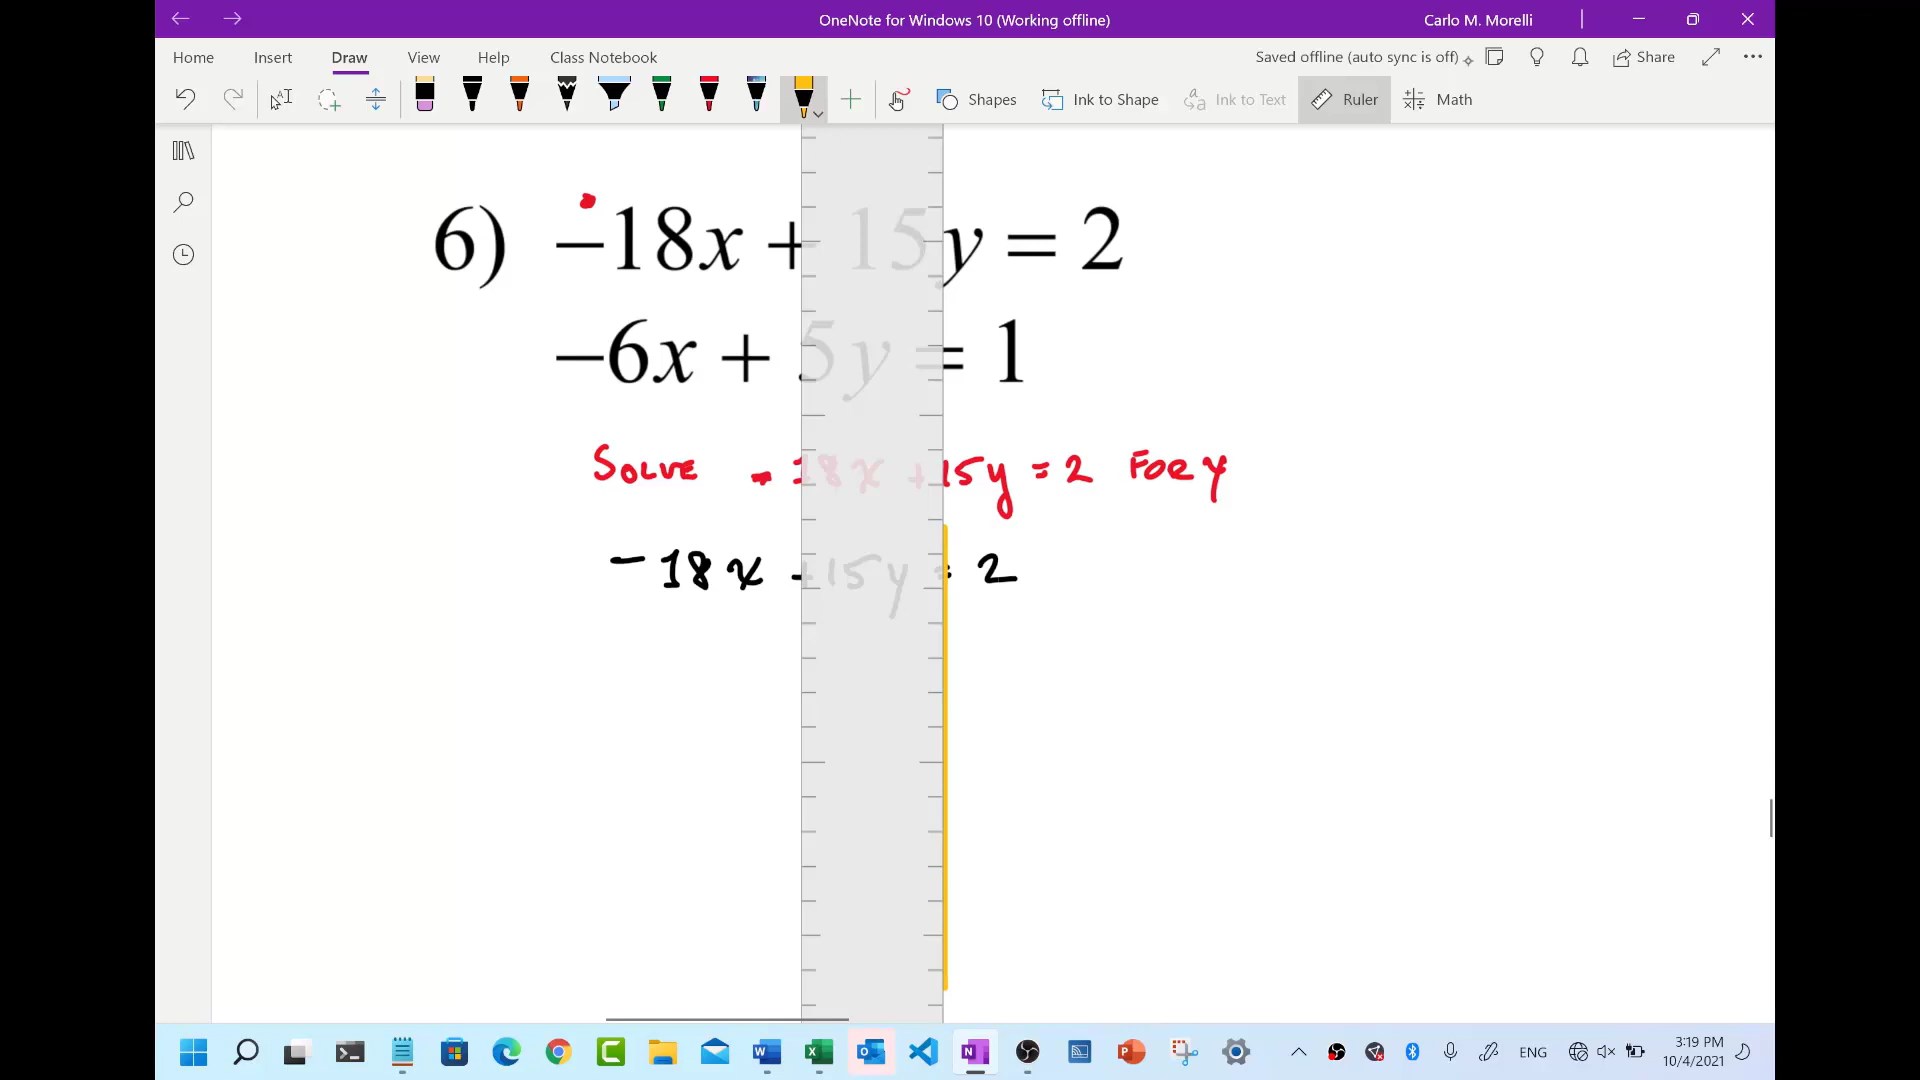 OneNote for Windows 10 (Working offline)
Carlo M. Morelli
Home Insert Draw View Help Class Notebook
Saved offline (auto sync is off)
Share
Shapes Ink to Shape Ink to Text Ruler Math
6) −18x + 15y = 2
−6x + 5y = 1
SOLVE -18x +15y = 2 FOR y
-18x +15y = 2
ENG
3:19 PM
10/4/2021